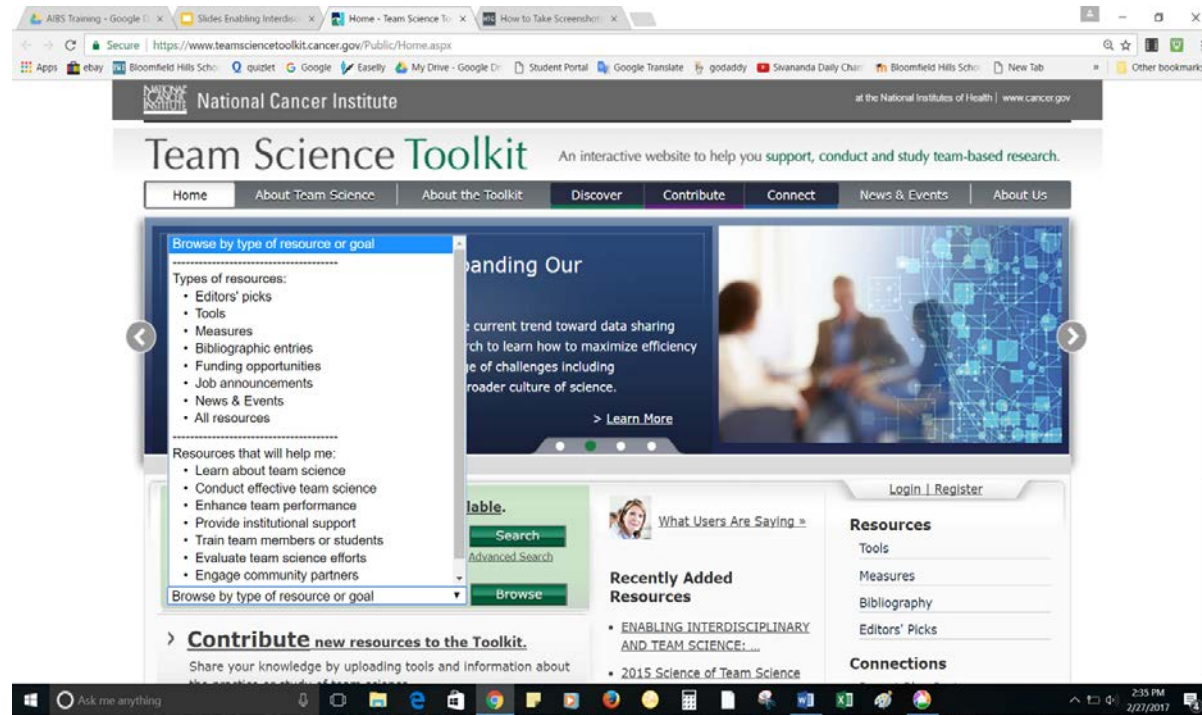 AIBS Training - Google D
Slides Enabling Interdisc
Home - Team Science To
How to Take Screenshot
Secure | https://www.teamsciencetoolkit.cancer.gov/Public/Home.aspx
Apps ebay Bloomfield Hills Scho quizlet Google Easelly My Drive - Google Dr Student Portal Google Translate godaddy Sivananda Daily Chan Bloomfield Hills Scho New Tab » Other bookmarks
NATIONAL CANCER INSTITUTE National Cancer Institute
at the National Institutes of Health | www.cancer.gov
Team Science Toolkit
An interactive website to help you support, conduct and study team-based research.
Home About Team Science About the Toolkit Discover Contribute Connect News & Events About Us
Browse by type of resource or goal
----------------------------------------
Types of resources:
• Editors' picks
• Tools
• Measures
• Bibliographic entries
• Funding opportunities
• Job announcements
• News & Events
• All resources
----------------------------------------
Resources that will help me:
• Learn about team science
• Conduct effective team science
• Enhance team performance
• Provide institutional support
• Train team members or students
• Evaluate team science efforts
• Engage community partners
Browse by type of resource or goal
panding Our
e current trend toward data sharing
rch to learn how to maximize efficiency
ge of challenges including
roader culture of science.
> Learn More
lable.
Search
Advanced Search
Browse
> Contribute new resources to the Toolkit.
Share your knowledge by uploading tools and information about
What Users Are Saying »
Recently Added
Resources
• ENABLING INTERDISCIPLINARY
AND TEAM SCIENCE: ...
• 2015 Science of Team Science
Login | Register
Resources
Tools
Measures
Bibliography
Editors' Picks
Connections
Ask me anything
2:35 PM
2/27/2017